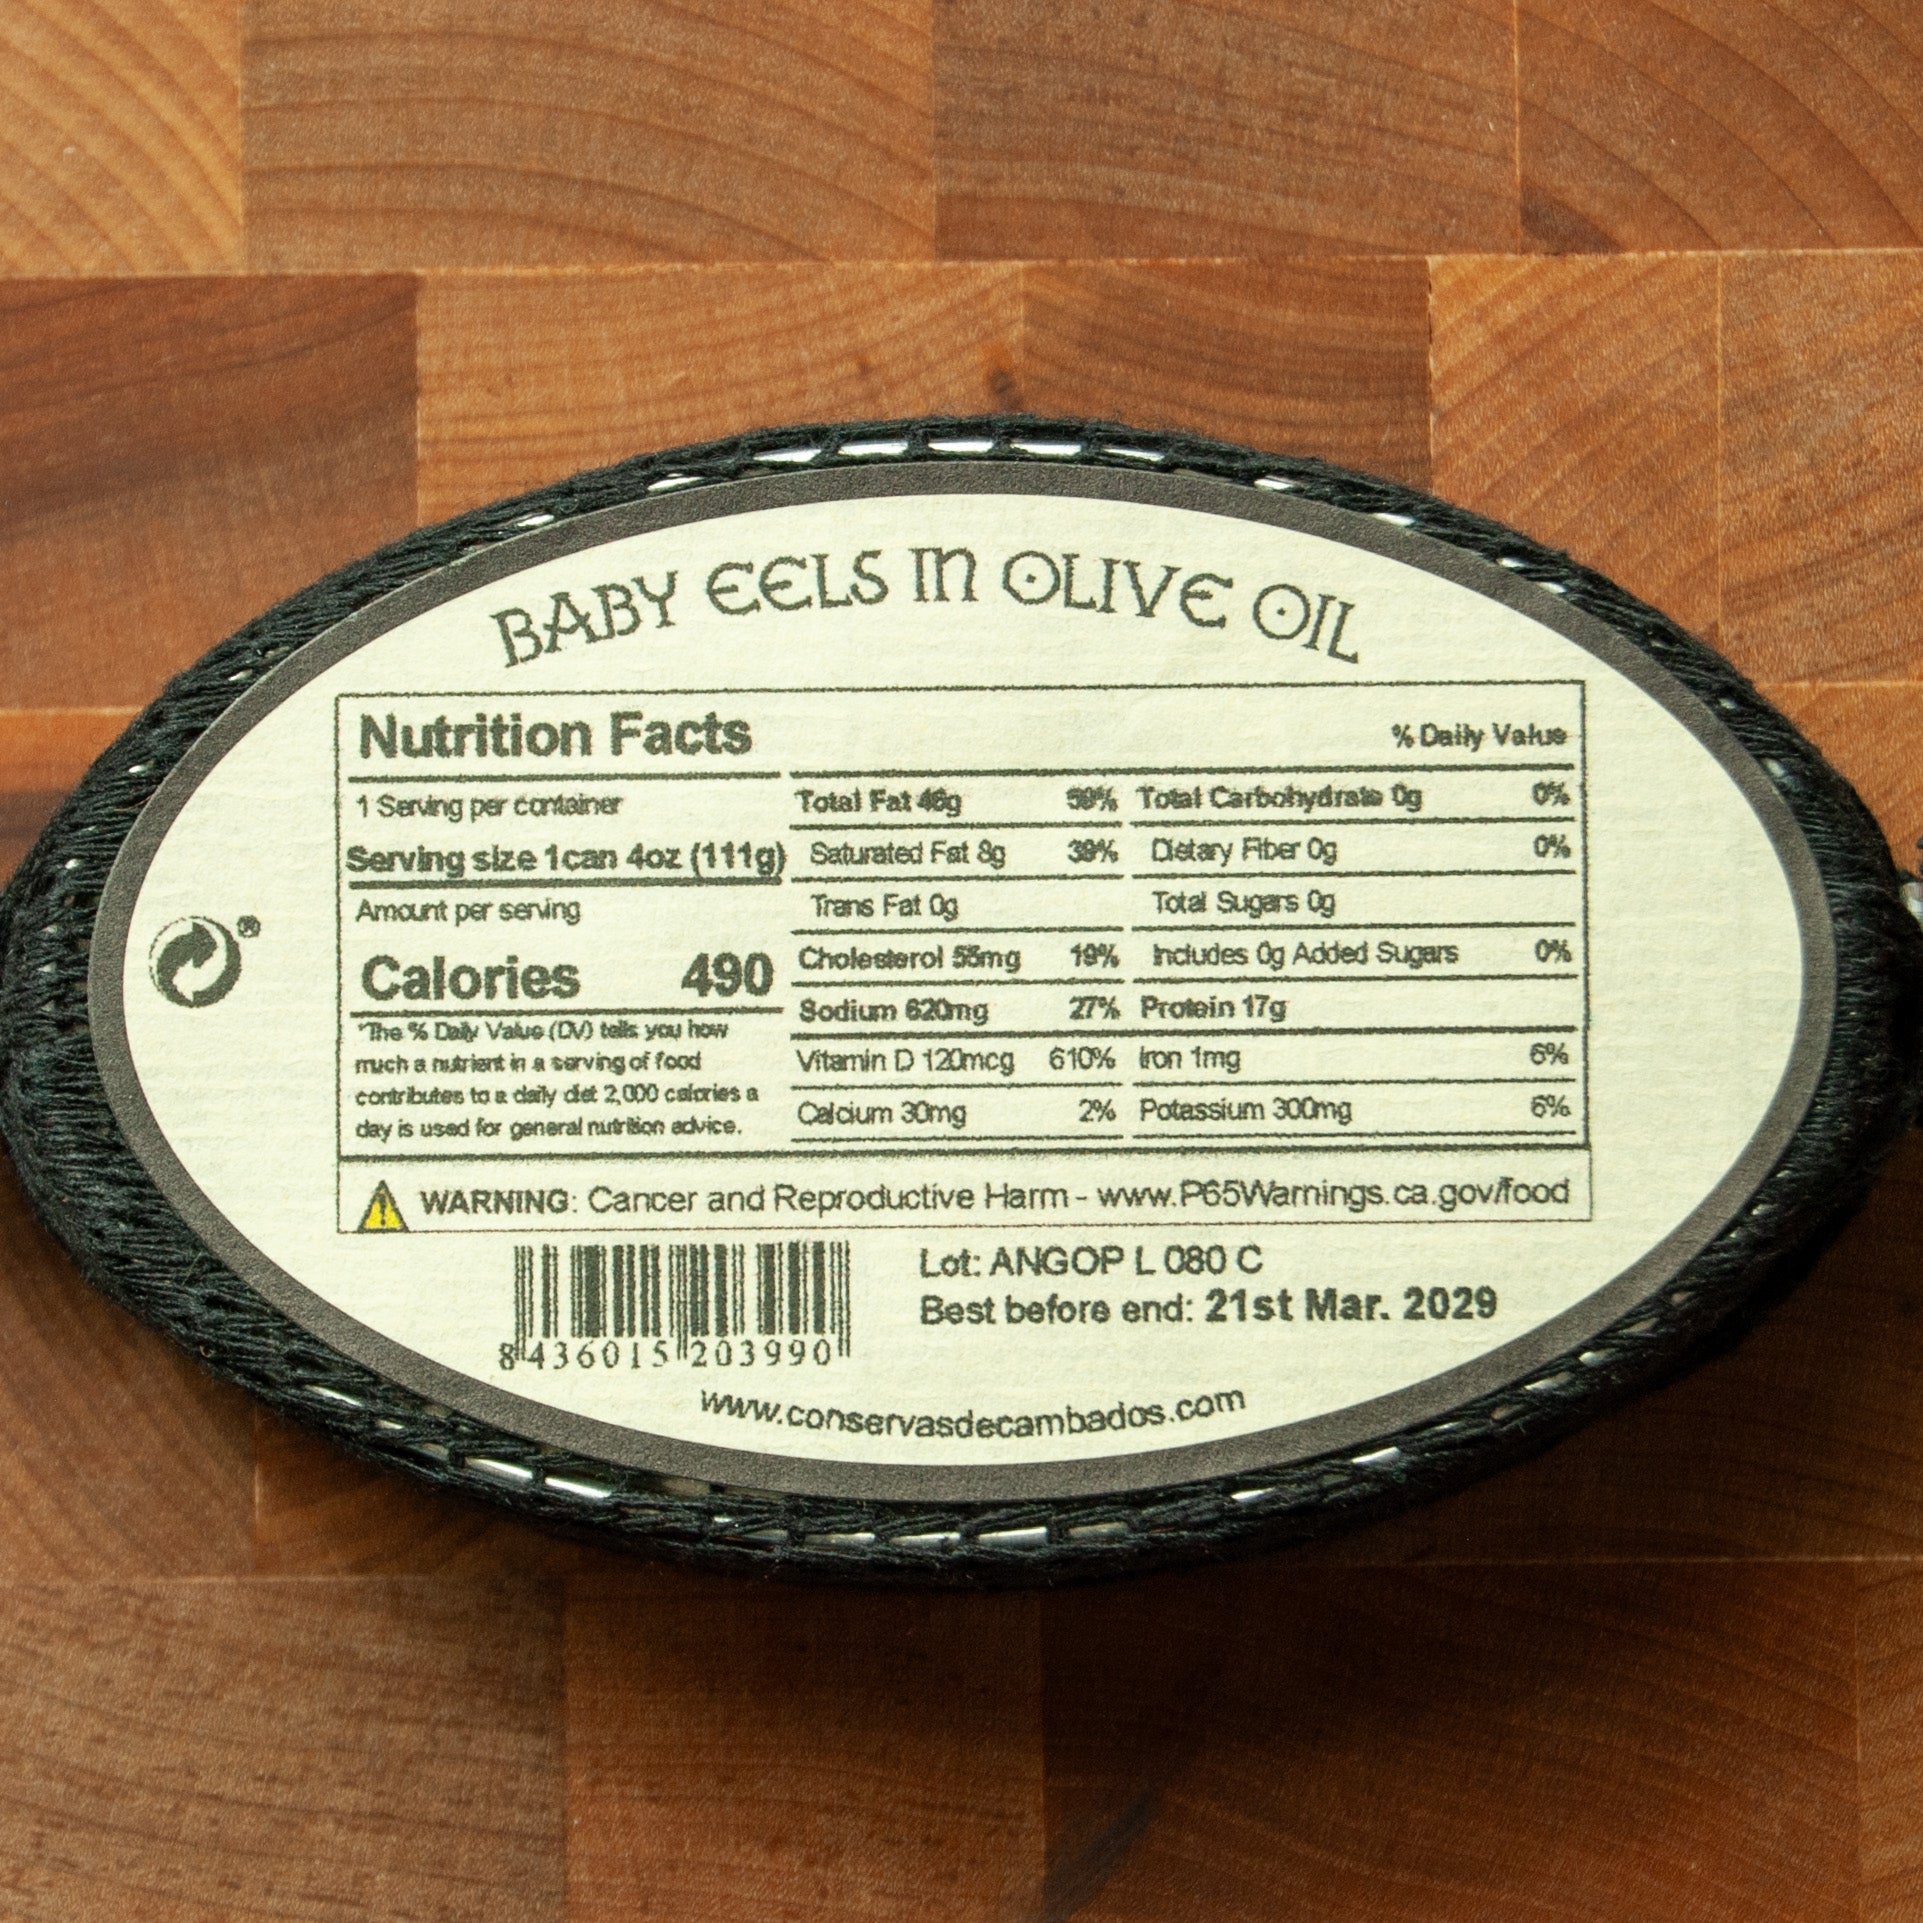 BABY EELS IN OLIVE OIL
Nutrition Facts
% Daily Value
1 Serving per container
Serving size 1can 4oz (111g)
Amount per serving
Calories 490
*The % Daily Value (DV) tells you how
much a nutrient in a serving of food
contributes to a daily diet 2,000 calories a
day is used for general nutrition advice.
Total Fat 46g 59%
Saturated Fat 8g 39%
Trans Fat 0g
Cholesterol 55mg 19%
Sodium 620mg 27%
Vitamin D 120mcg 610%
Calcium 30mg 2%
Total Carbohydrate 0g 0%
Dietary Fiber 0g 0%
Total Sugars 0g
Includes 0g Added Sugars 0%
Protein 17g
Iron 1mg 6%
Potassium 300mg 6%
WARNING: Cancer and Reproductive Harm - www.P65Warnings.ca.gov/food
Lot: ANGOP L 080 C
Best before end: 21st Mar. 2029
8 436015 203990
www.conservasdecambados.com